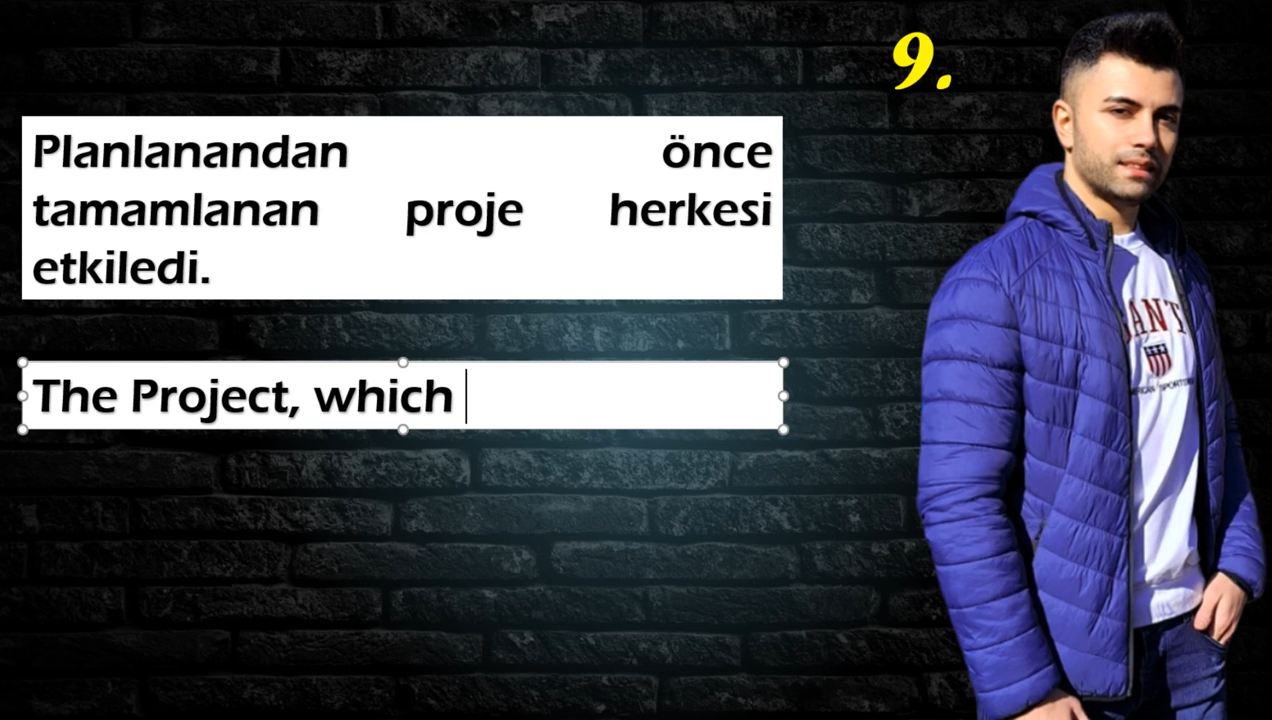 9.
Planlanandan önce
tamamlanan proje herkesi
etkiledi.
The Project, which